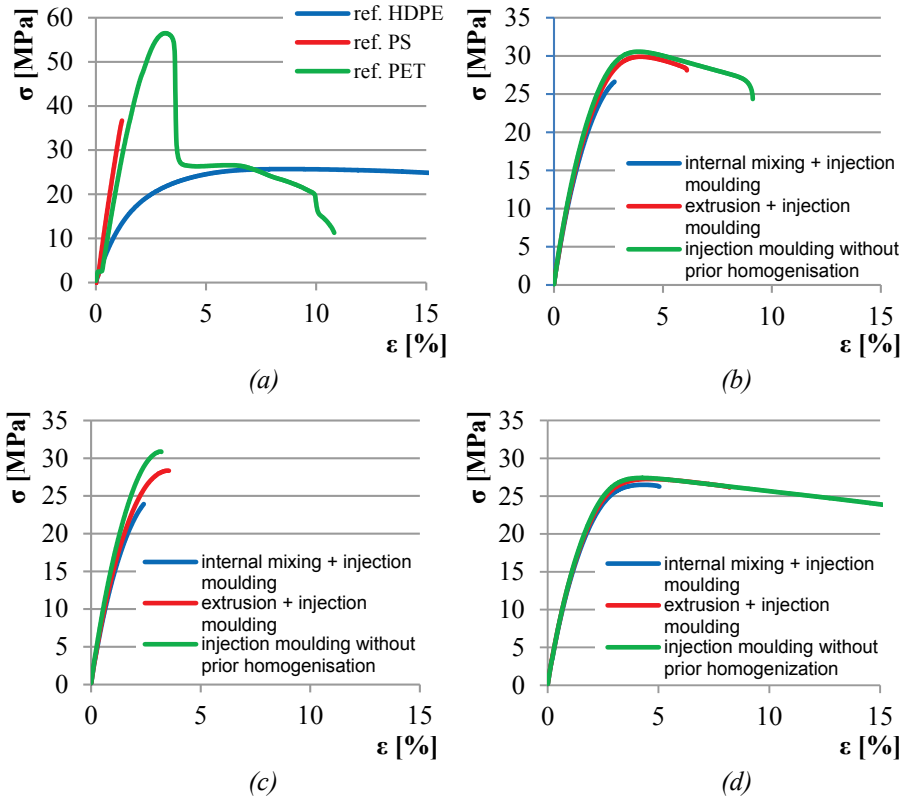 σ [MPa]
60
50
40
30
20
10
0
0
5
10
15
ε [%]
ref. HDPE
ref. PS
ref. PET
(a)
σ [MPa]
35
30
25
20
15
10
5
0
0
5
10
15
ε [%]
internal mixing + injection
moulding
extrusion + injection
moulding
injection moulding without
prior homogenisation
(b)
σ [MPa]
35
30
25
20
15
10
5
0
0
5
10
15
ε [%]
internal mixing + injection
moulding
extrusion + injection
moulding
injection moulding without
prior homogenisation
(c)
σ [MPa]
35
30
25
20
15
10
5
0
0
5
10
15
ε [%]
internal mixing + injection
moulding
extrusion + injection
moulding
injection moulding without
prior homogenization
(d)